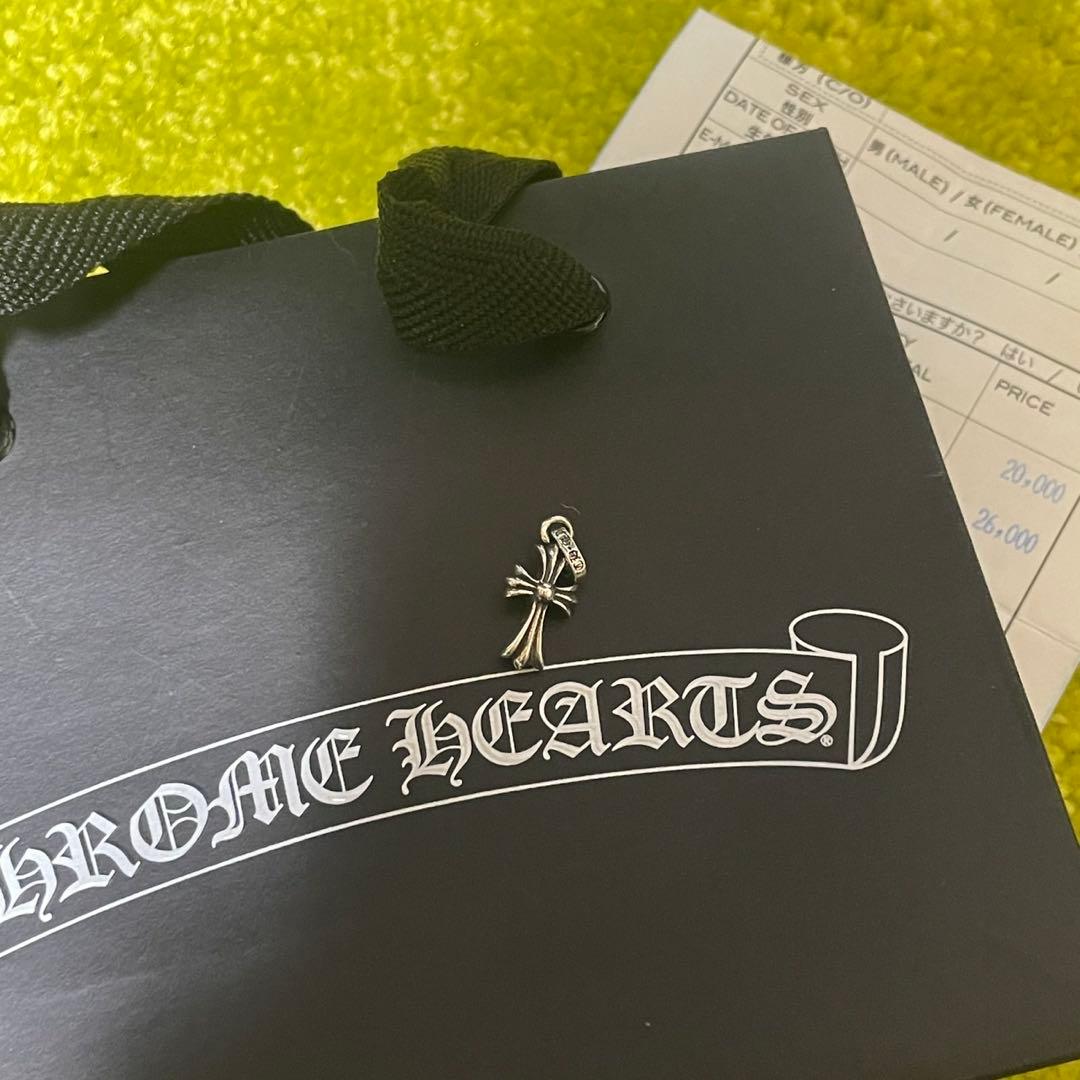 様方 (C/O)
SEX
性別
男(MALE) / 女(FEMALE)
DATE OF
/ /
ざいますか? はい /
PRICE
20,000
26,000
HROME HEARTS®